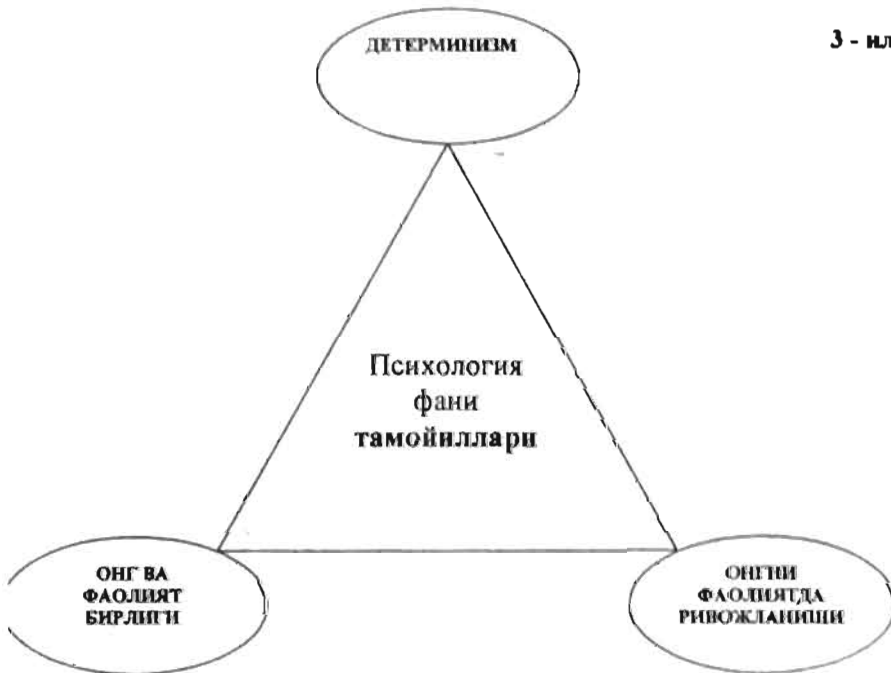 3 - ил
ДЕТЕРМИНИЗМ
Психология
фани
тамойиллари
ОНГ ВА
ФАОЛИЯТ
БИРЛИГИ
ОНГНИ
ФАОЛИЯТДА
РИВОЖЛАНИШИ